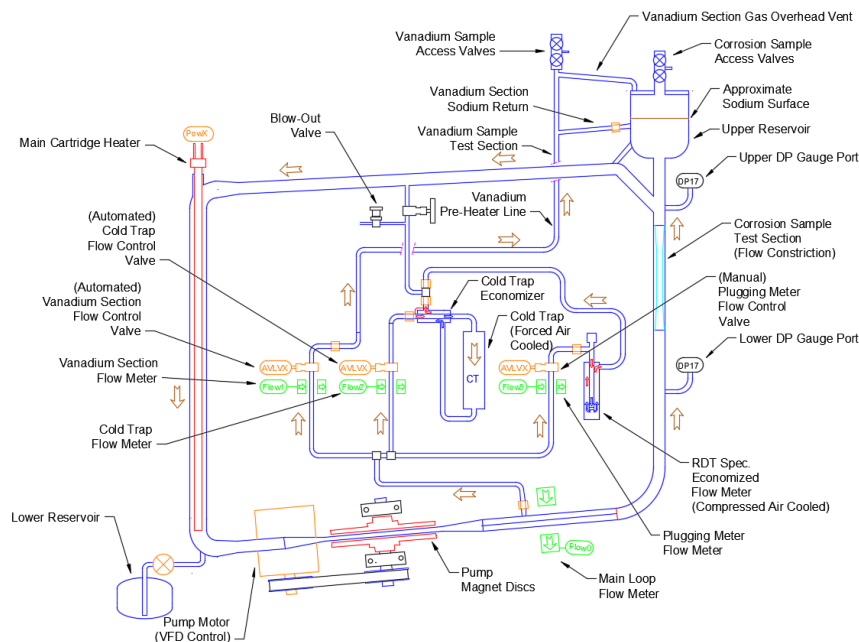 Vanadium Section Gas Overhead Vent
Vanadium Sample
Access Valves
Corrosion Sample
Access Valves
Vanadium Section
Sodium Return
Approximate
Sodium Surface
Blow-Out
Valve
Vanadium Sample
Test Section
Upper Reservoir
PowX
Main Cartridge Heater
Upper DP Gauge Port
DP17
Vanadium
Pre-Heater Line
(Automated)
Cold Trap
Flow Control
Valve
Corrosion Sample
Test Section
(Flow Constriction)
Cold Trap
Economizer
(Manual)
Plugging Meter
Flow Control
Valve
(Automated)
Vanadium Section
Flow Control
Valve
Cold Trap
(Forced Air
Cooled)
Lower DP Gauge Port
AVLVX
AVLVX
AVLVX
DP17
Vanadium Section
Flow Meter
Flow1
Flow2
CT
Flow3
Cold Trap
Flow Meter
RDT Spec.
Economized
Flow Meter
(Compressed Air Cooled)
Lower Reservoir
Plugging Meter
Flow Meter
Flow0
Pump
Magnet Discs
Main Loop
Flow Meter
Pump Motor
(VFD Control)